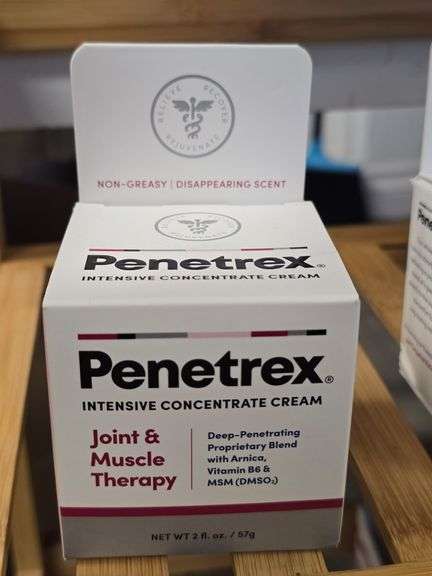 RELIEVE RECOVER
REJUVENATE
NON-GREASY | DISAPPEARING SCENT
Penetrex®
INTENSIVE CONCENTRATE CREAM
Penetrex®
INTENSIVE CONCENTRATE CREAM
Joint &
Muscle
Therapy
Deep-Penetrating
Proprietary Blend
with Arnica,
Vitamin B6 &
MSM (DMSO₂)
NET WT 2 fl. oz. / 57g